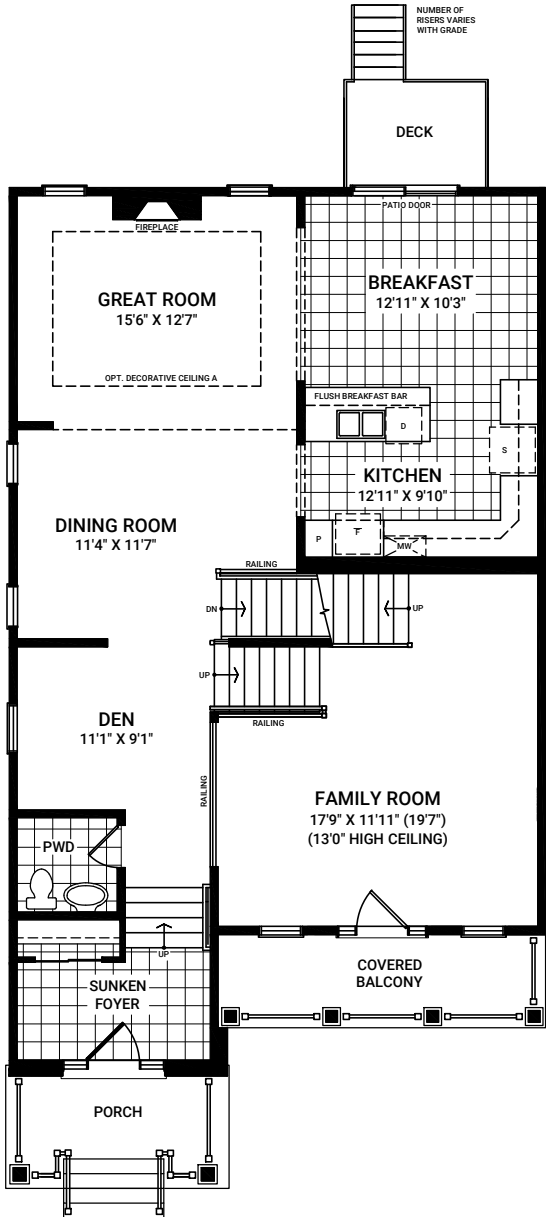 NUMBER OF
RISERS VARIES
WITH GRADE
DECK
PATIO DOOR
FIREPLACE
GREAT ROOM
15'6" X 12'7"
OPT. DECORATIVE CEILING A
BREAKFAST
12'11" X 10'3"
FLUSH BREAKFAST BAR
D
S
KITCHEN
12'11" X 9'10"
P
F
MW
DINING ROOM
11'4" X 11'7"
RAILING
DN
UP
UP
RAILING
DEN
11'1" X 9'1"
RAILING
FAMILY ROOM
17'9" X 11'11" (19'7")
(13'0" HIGH CEILING)
PWD
UP
SUNKEN
FOYER
COVERED
BALCONY
PORCH